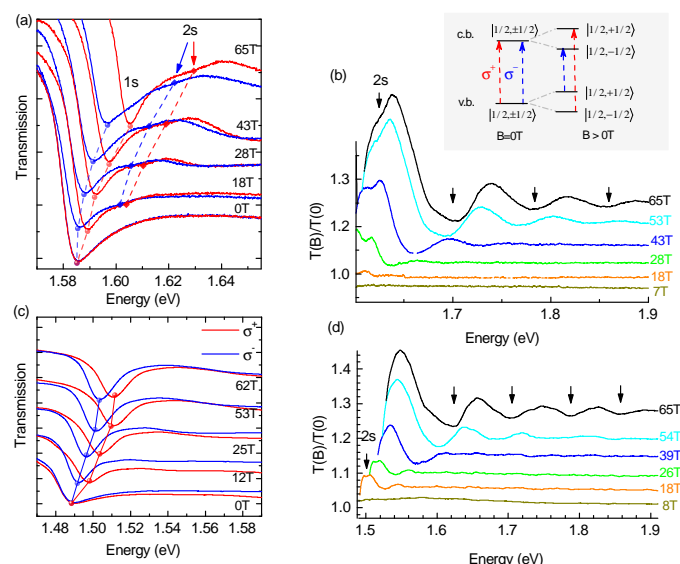 (a)
2s
1s
65T
43T
28T
18T
0T
Transmission
1.58
1.60
1.62
1.64
Energy (eV)
c.b.
|1/2,±1/2⟩
|1/2,+1/2⟩
|1/2,-1/2⟩
σ+
σ-
|1/2,+1/2⟩
v.b.
|1/2,±1/2⟩
|1/2,-1/2⟩
B=0T
B > 0T
(b)
2s
1.3
1.2
1.0
T(B)/T(0)
65T
53T
43T
28T
18T
7T
1.7
1.8
1.9
Energy (eV)
(c)
σ+
σ-
62T
53T
25T
12T
0T
Transmission
1.48
1.50
1.52
1.54
1.56
1.58
Energy (eV)
(d)
1.4
1.3
1.2
1.1
1.0
T(B)/T(0)
2s
65T
54T
39T
26T
18T
8T
1.5
1.6
1.7
1.8
1.9
Energy (eV)